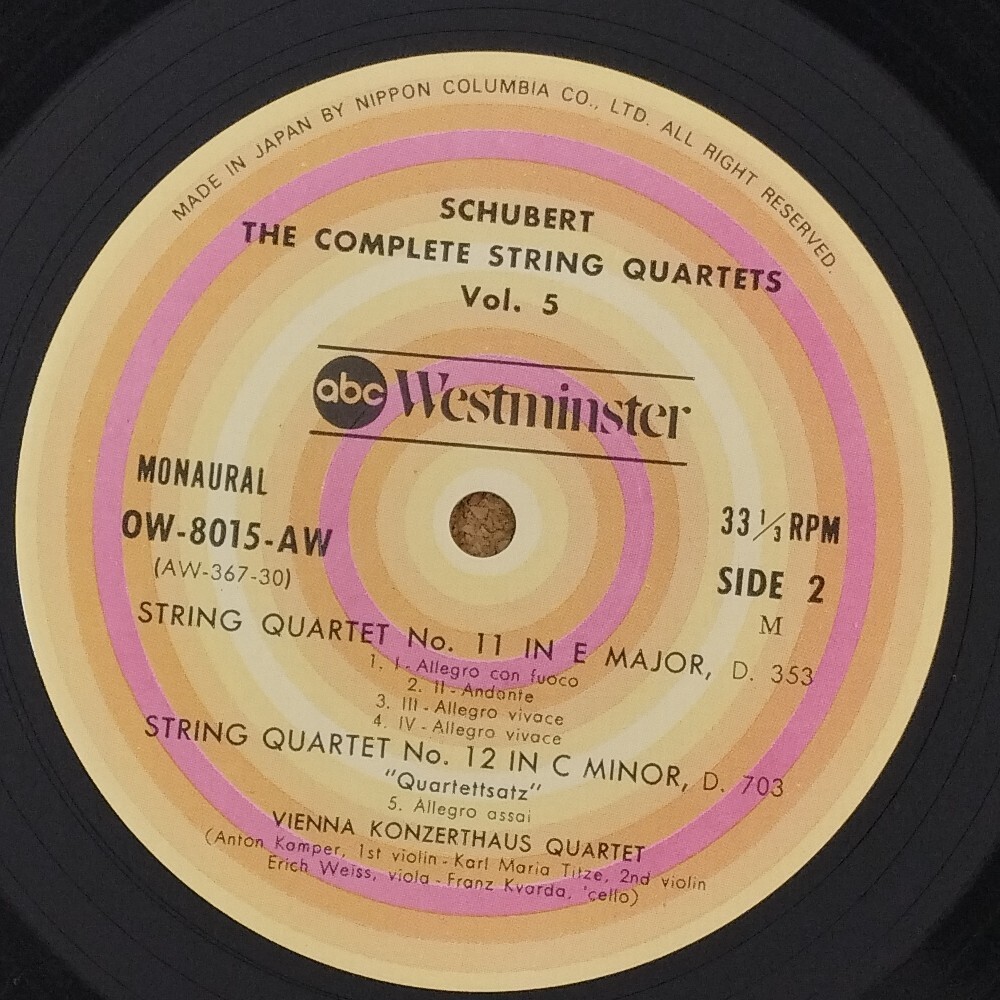 MADE IN JAPAN BY NIPPON COLUMBIA CO., LTD. ALL RIGHT RESERVED.
SCHUBERT
THE COMPLETE STRING QUARTETS
Vol. 5
abc Westminster
MONAURAL
OW-8015-AW
(AW-367-30)
33 1/3 RPM
SIDE 2
M
STRING QUARTET No. 11 IN E MAJOR, D. 353
1. I - Allegro con fuoco
2. II - Andante
3. III - Allegro vivace
4. IV - Allegro vivace
STRING QUARTET No. 12 IN C MINOR, D. 703
"Quartettsatz"
5. Allegro assai
VIENNA KONZERTHAUS QUARTET
(Anton Kamper, 1st violin - Karl Maria Titze, 2nd violin
Erich Weiss, viola - Franz Kvarda, 'cello)